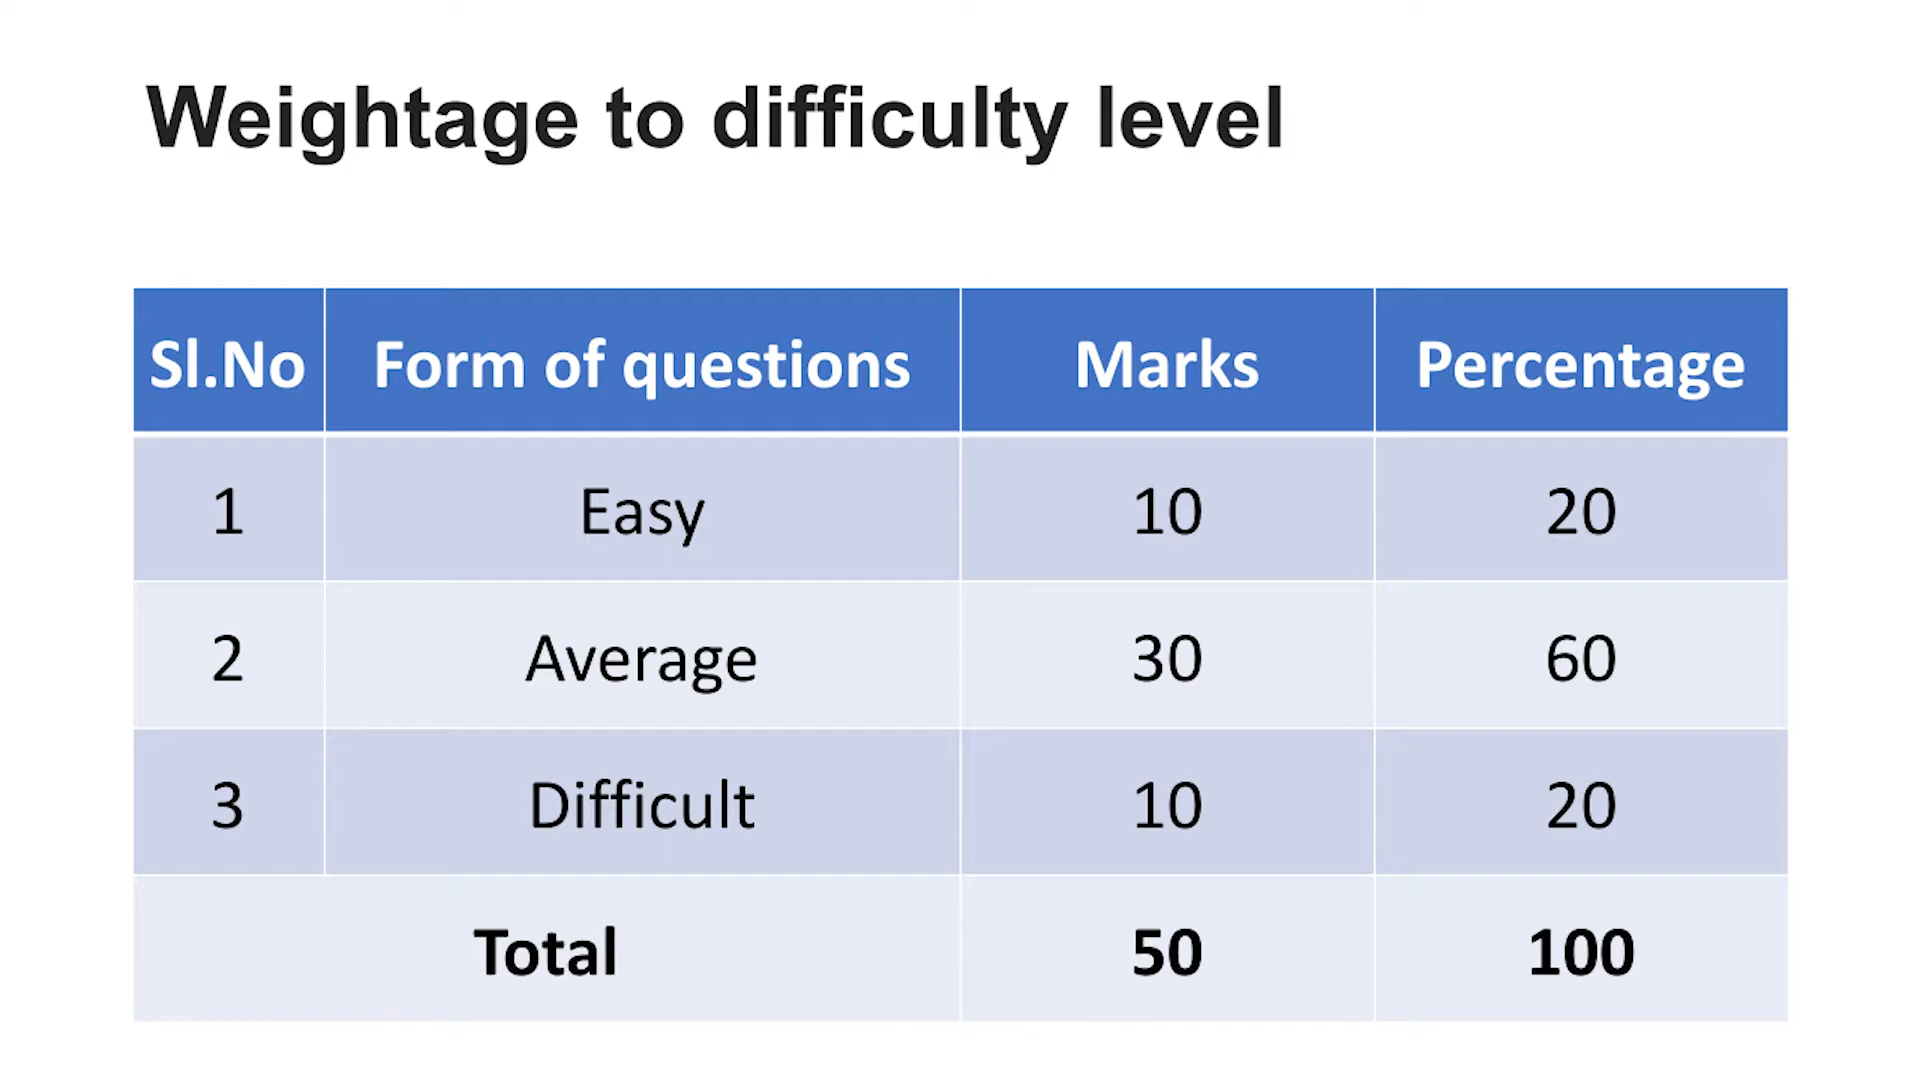 Weightage to difficulty level
Sl.No Form of questions Marks Percentage
1 Easy 10 20
2 Average 30 60
3 Difficult 10 20
Total 50 100